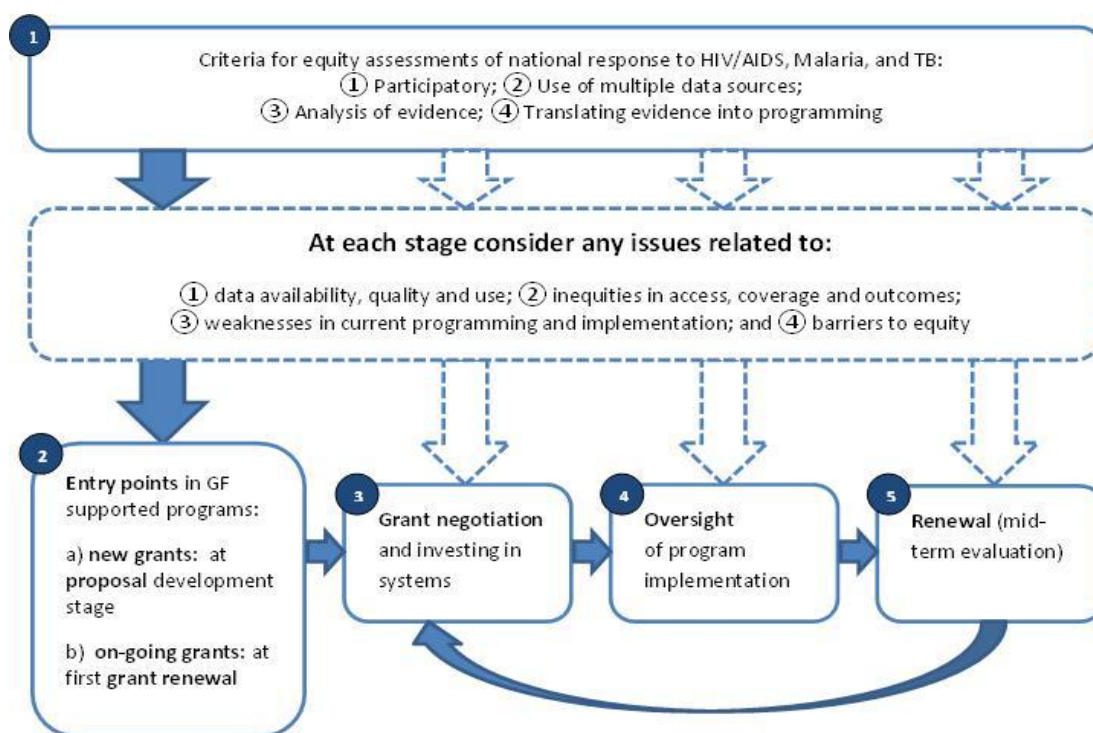 1
Criteria for equity assessments of national response to HIV/AIDS, Malaria, and TB:
① Participatory; ② Use of multiple data sources;
③ Analysis of evidence; ④ Translating evidence into programming
At each stage consider any issues related to:
① data availability, quality and use; ② inequities in access, coverage and outcomes;
③ weaknesses in current programming and implementation; and ④ barriers to equity
2
Entry points in GF
supported programs:
a) new grants: at
proposal development
stage
b) on-going grants: at
first grant renewal
3
Grant negotiation
and investing in
systems
4
Oversight
of program
implementation
5
Renewal (mid-
term evaluation)